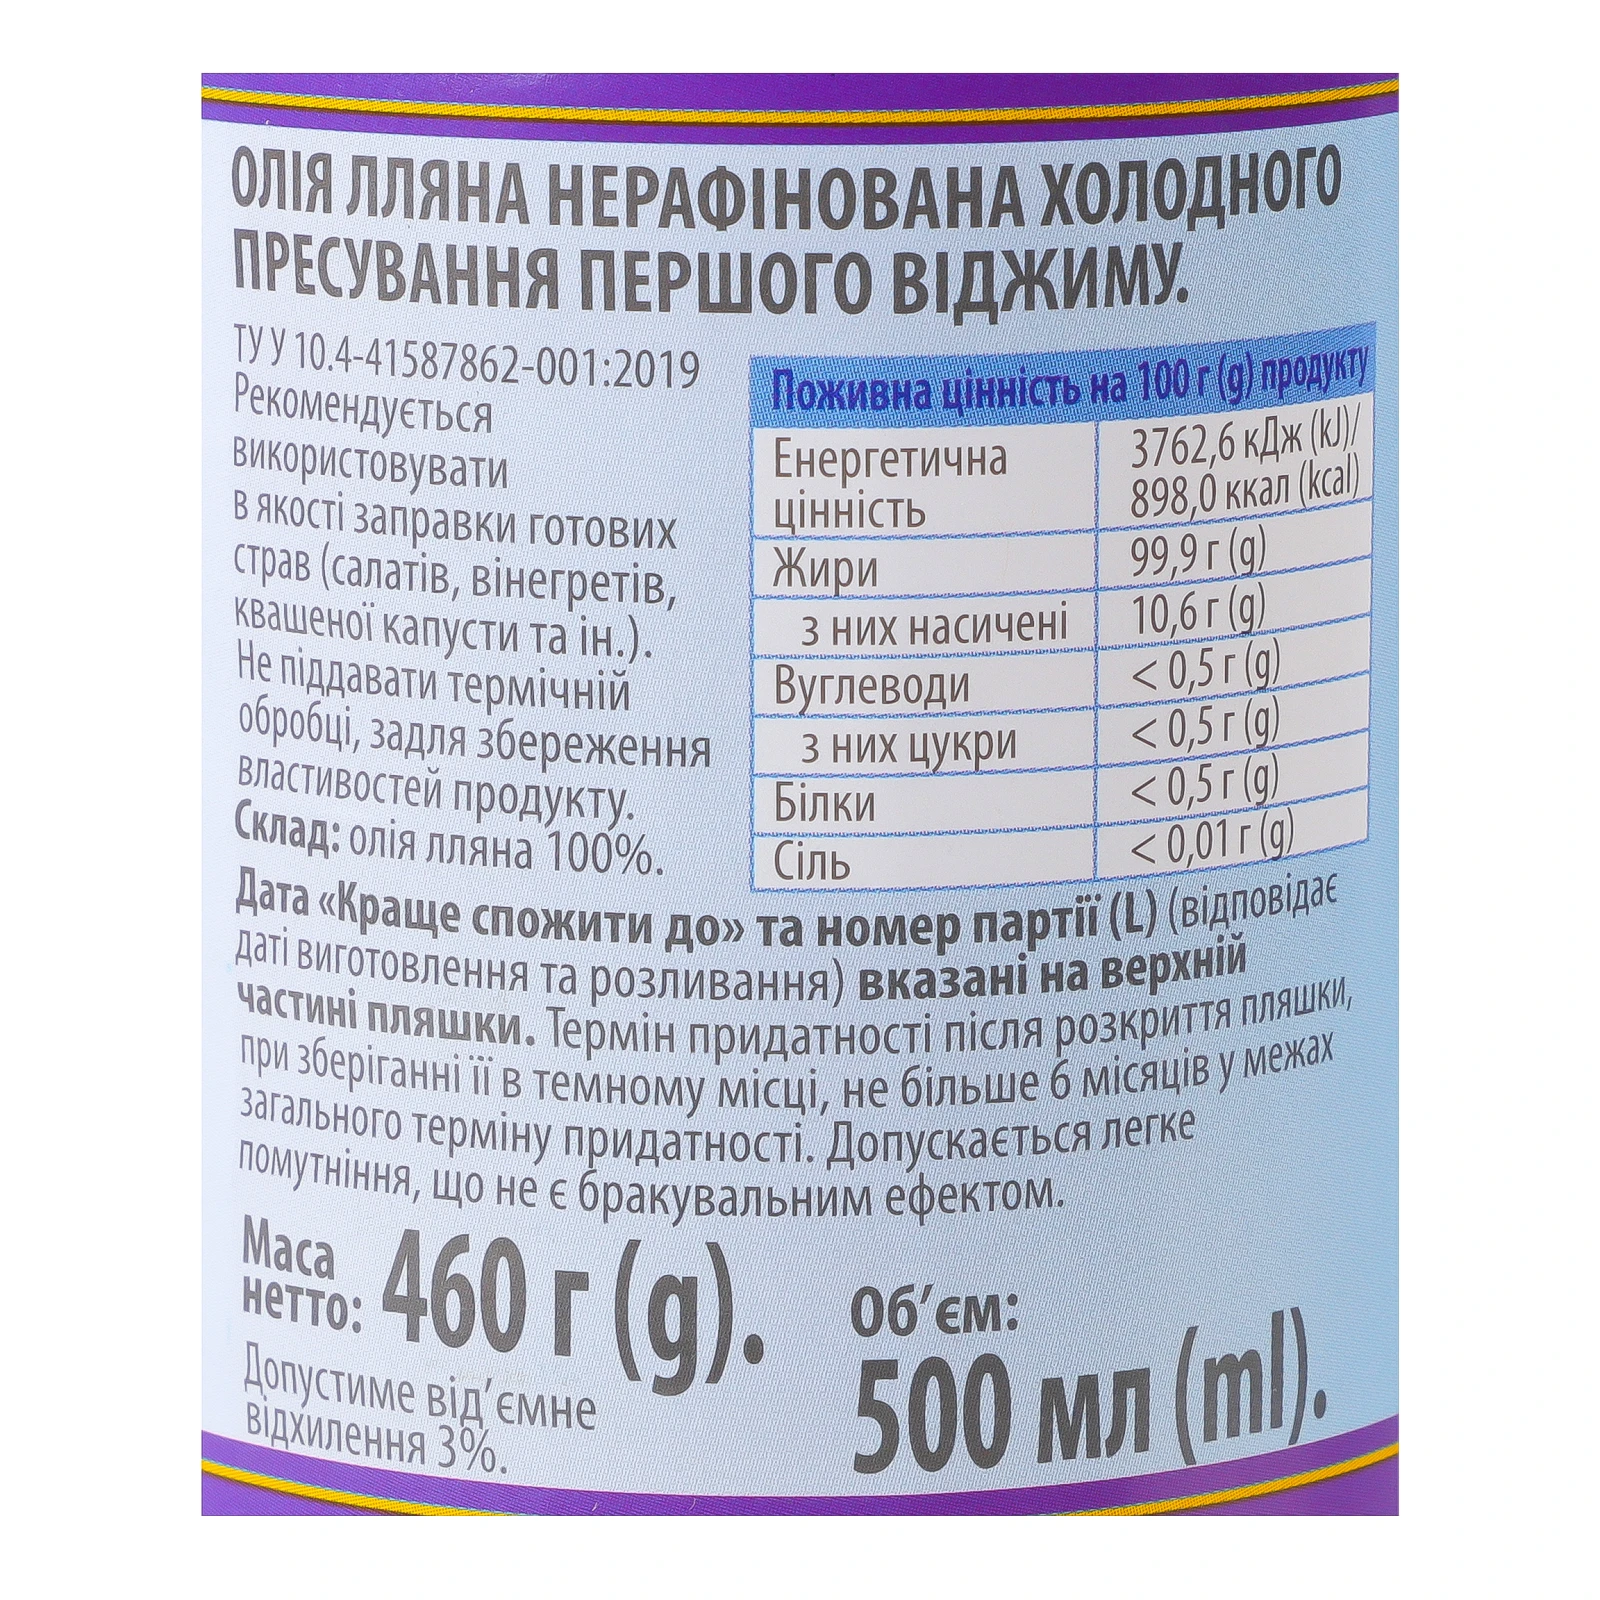 ОЛІЯ ЛЛЯНА НЕРАФІНОВАНА ХОЛОДНОГО
ПРЕСУВАННЯ ПЕРШОГО ВІДЖИМУ.
ТУ У 10.4-41587862-001:2019
Рекомендується
використовувати
в якості заправки готових
страв (салатів, вінегретів,
квашеної капусти та ін.).
Не піддавати термічній
обробці, задля збереження
властивостей продукту.
Склад: олія лляна 100%.
Поживна цінність на 100 г (g) продукту
Енергетична цінність 3762,6 кДж (kJ)/
898,0 ккал (kcal)
Жири 99,9 г (g)
з них насичені 10,6 г (g)
Вуглеводи < 0,5 г (g)
з них цукри < 0,5 г (g)
Білки < 0,5 г (g)
Сіль < 0,01 г (g)
Дата «Краще спожити до» та номер партії (L) (відповідає
даті виготовлення та розливання) вказані на верхній
частині пляшки. Термін придатності після розкриття пляшки,
при зберіганні її в темному місці, не більше 6 місяців у межах
загального терміну придатності. Допускається легке
помутніння, що не є бракувальним ефектом.
Маса
нетто: 460 г (g).
Допустиме від’ємне
відхилення 3%.
Об’єм:
500 мл (ml).